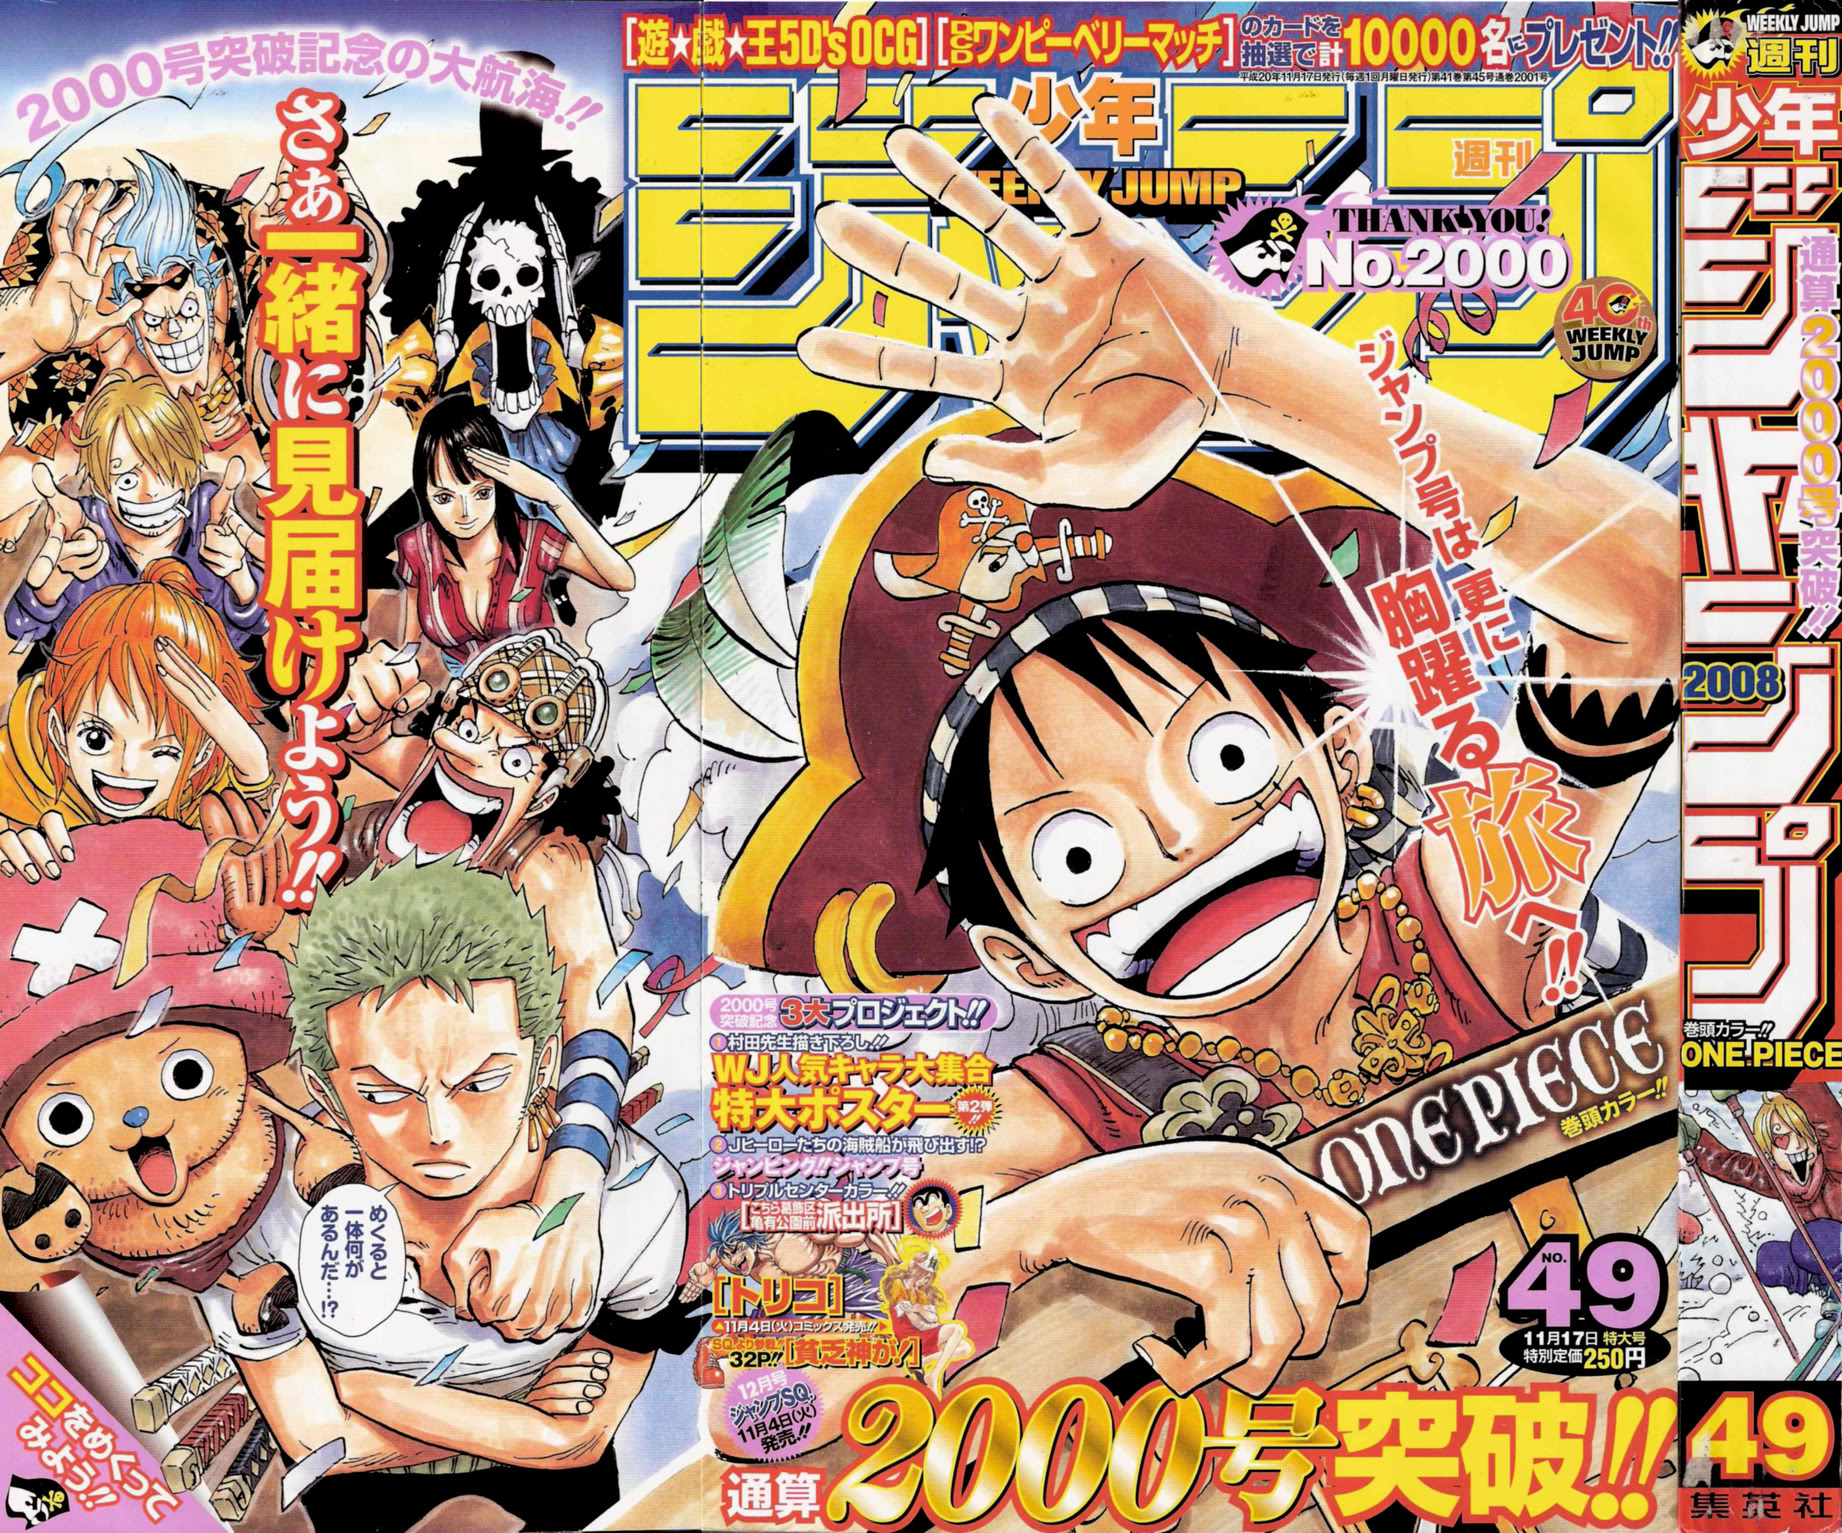 2000号突破記念の大航海!!
さぁ一緒に見届けよう!!
めくると
一体何が
あるんだ…!?
ココをめくって
みよう!!
[遊★戯★王5D's OCG][DCDワンピーベリーマッチ]のカードを
抽選で計10000名にプレゼント!!
平成20年11月17日発行(毎週1回月曜日発行)第41巻第45号通巻2001号
少年
週刊
ジャンプ
WEEKLY JUMP
THANK YOU!
No.2000
40th
WEEKLY
JUMP
ジャンプ号は
更に
胸躍る
旅へ!!
2000号
突破記念
3大プロジェクト!!
①村田先生描き下ろし!!
WJ人気キャラ大集合
特大ポスター
第2弾!!
②Jヒーローたちの海賊船が飛び出す!?
ジャンピング!!ジャンプ号
③トリプルセンターカラー!!
[こちら葛飾区
亀有公園前派出所]
[トリコ]
▲11月4日(火)コミックス発売!!
SQ.より参戦!!
32P!![貧乏神が!]
12月号
ジャンプSQ.
11月4日(火)
発売!!
ONE PIECE
巻頭カラー!!
NO.
49
11月17日 特大号
特別定価250円
通算2000号突破!!
WEEKLY JUMP
週刊
少年
ジャンプ
通算2000号突破!!
2008
巻頭カラー!!
ONE PIECE
49
集英社